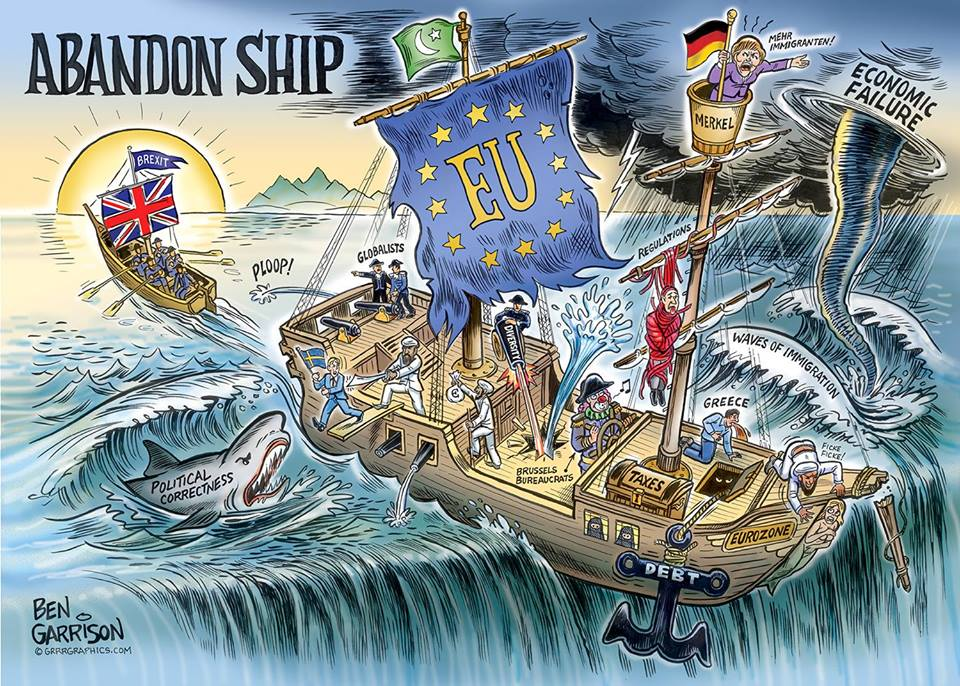 ABANDON SHIP
BREXIT
PLOOP!
GLOBALISTS
EU
MERKEL
MEHR
IMMIGRANTEN!
ECONOMIC
FAILURE
REGULATIONS
WAVES OF IMMIGRATION
DIVERSITY
GREECE
FICKE
FICKE!
POLITICAL
CORRECTNESS
BRUSSELS
BUREAUCRATS
TAXES
EUROZONE
DEBT
BEN
GARRISON
© GRRRGRAPHICS.COM